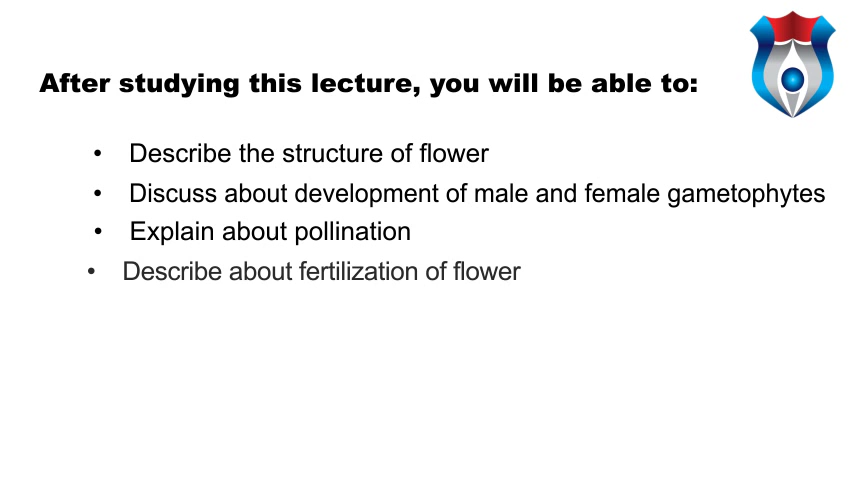 After studying this lecture, you will be able to:
• Describe the structure of flower
• Discuss about development of male and female gametophytes
• Explain about pollination
• Describe about fertilization of flower